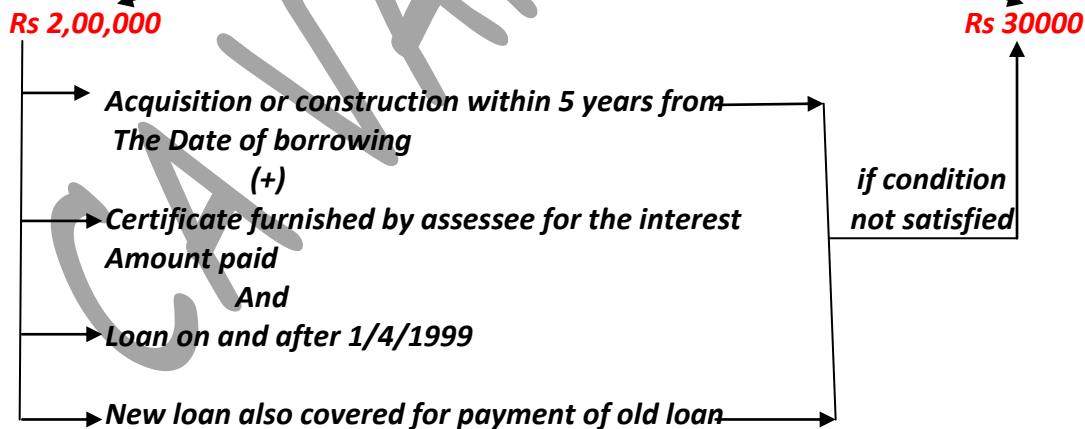 Rs 2,00,000
Rs 30000
Acquisition or construction within 5 years from
The Date of borrowing
(+)
Certificate furnished by assessee for the interest
Amount paid
And
Loan on and after 1/4/1999
New loan also covered for payment of old loan
if condition
not satisfied
CA VA